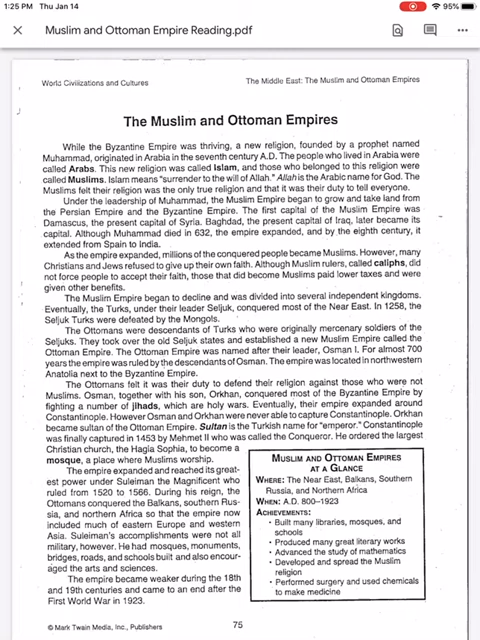 1:25 PM Thu Jan 14
95%
Muslim and Ottoman Empire Reading.pdf
World Civilizations and Cultures
The Middle East: The Muslim and Ottoman Empires
The Muslim and Ottoman Empires
While the Byzantine Empire was thriving, a new religion, founded by a prophet named
Muhammad, originated in Arabia in the seventh century A.D. The people who lived in Arabia were
called Arabs. This new religion was called Islam, and those who belonged to this religion were
called Muslims. Islam means "surrender to the will of Allah." Allah is the Arabic name for God. The
Muslims felt their religion was the only true religion and that it was their duty to tell everyone.
Under the leadership of Muhammad, the Muslim Empire began to grow and take land from
the Persian Empire and the Byzantine Empire. The first capital of the Muslim Empire was
Damascus, the present capital of Syria. Baghdad, the present capital of Iraq, later became its
capital. Although Muhammad died in 632, the empire expanded, and by the eighth century, it
extended from Spain to India.
As the empire expanded, millions of the conquered people became Muslims. However, many
Christians and Jews refused to give up their own faith. Although Muslim rulers, called caliphs, did
not force people to accept their faith, those that did become Muslims paid lower taxes and were
given other benefits.
The Muslim Empire began to decline and was divided into several independent kingdoms.
Eventually, the Turks, under their leader Seljuk, conquered most of the Near East. In 1258, the
Seljuk Turks were defeated by the Mongols.
The Ottomans were descendants of Turks who were originally mercenary soldiers of the
Seljuks. They took over the old Seljuk states and established a new Muslim Empire called the
Ottoman Empire. The Ottoman Empire was named after their leader, Osman I. For almost 700
years the empire was ruled by the descendants of Osman. The empire was located in northwestern
Anatolia next to the Byzantine Empire.
The Ottomans felt it was their duty to defend their religion against those who were not
Muslims. Osman, together with his son, Orkhan, conquered most of the Byzantine Empire by
fighting a number of jihads, which are holy wars. Eventually, their empire expanded around
Constantinople. However Osman and Orkhan were never able to capture Constantinople. Orkhan
became sultan of the Ottoman Empire. Sultan is the Turkish name for "emperor." Constantinople
was finally captured in 1453 by Mehmet II who was called the Conqueror. He ordered the largest
Christian church, the Hagia Sophia, to become a
mosque, a place where Muslims worship.
The empire expanded and reached its great-
est power under Suleiman the Magnificent who
ruled from 1520 to 1566. During his reign, the
Ottomans conquered the Balkans, southern Rus-
sia, and northern Africa so that the empire now
included much of eastern Europe and western
Asia. Suleiman's accomplishments were not all
military, however. He had mosques, monuments,
bridges, roads, and schools built and also encour-
aged the arts and sciences.
The empire became weaker during the 18th
and 19th centuries and came to an end after the
First World War in 1923.
MUSLIM AND OTTOMAN EMPIRES
AT A GLANCE
WHERE: The Near East, Balkans, Southern
Russia, and Northern Africa
WHEN: A.D. 800–1923
ACHIEVEMENTS:
• Built many libraries, mosques, and
schools
• Produced many great literary works
• Advanced the study of mathematics
• Developed and spread the Muslim
religion
• Performed surgery and used chemicals
to make medicine
© Mark Twain Media, Inc., Publishers
75